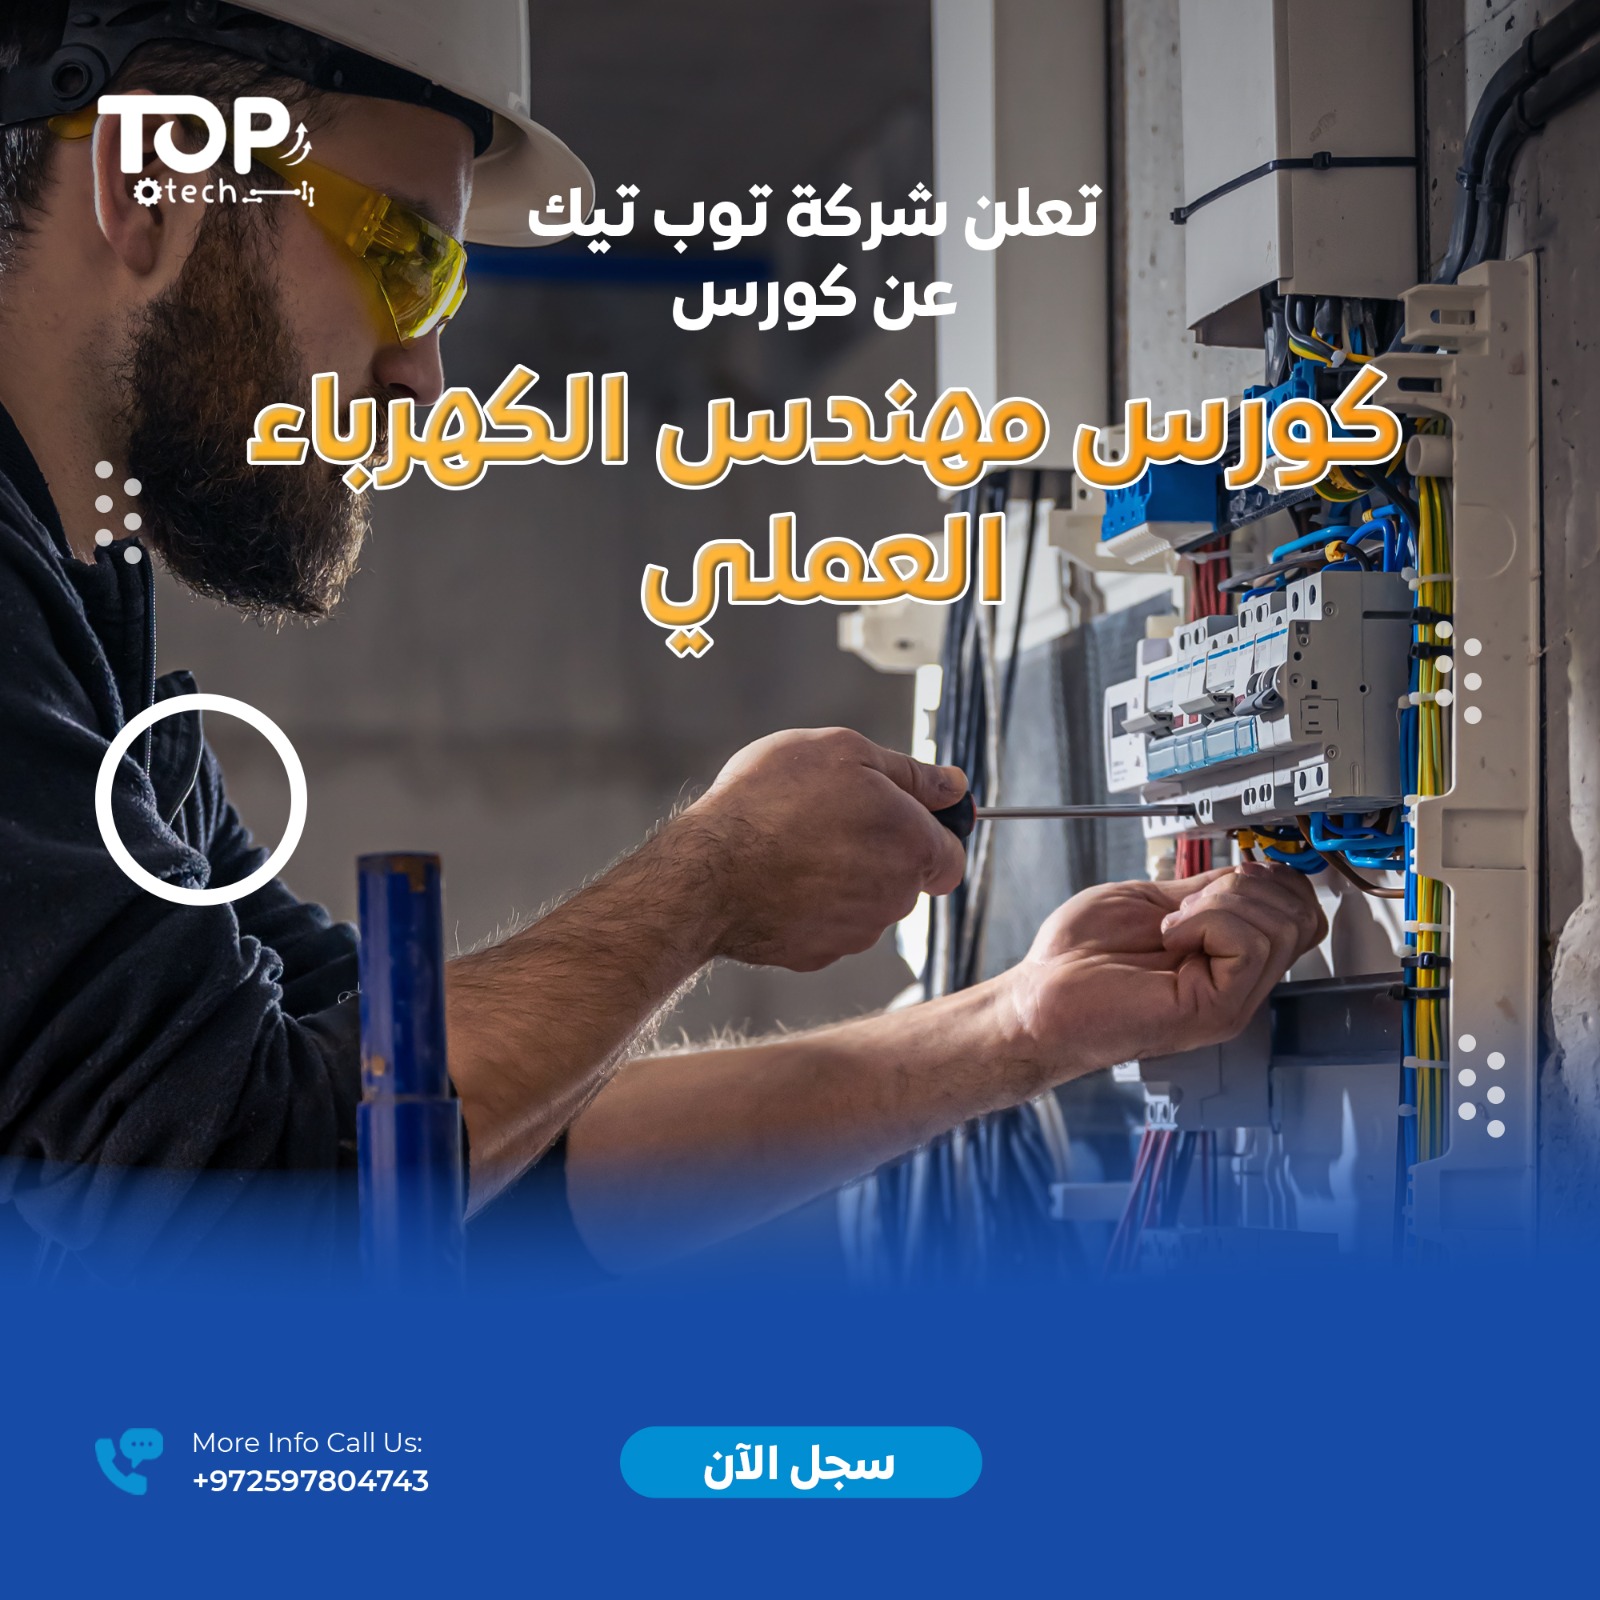 TOP
tech
تعلن شركة توب تيك
عن كورس
كورس مهندس الكهرباء
العملي
More Info Call Us:
+972597804743
سجل الآن